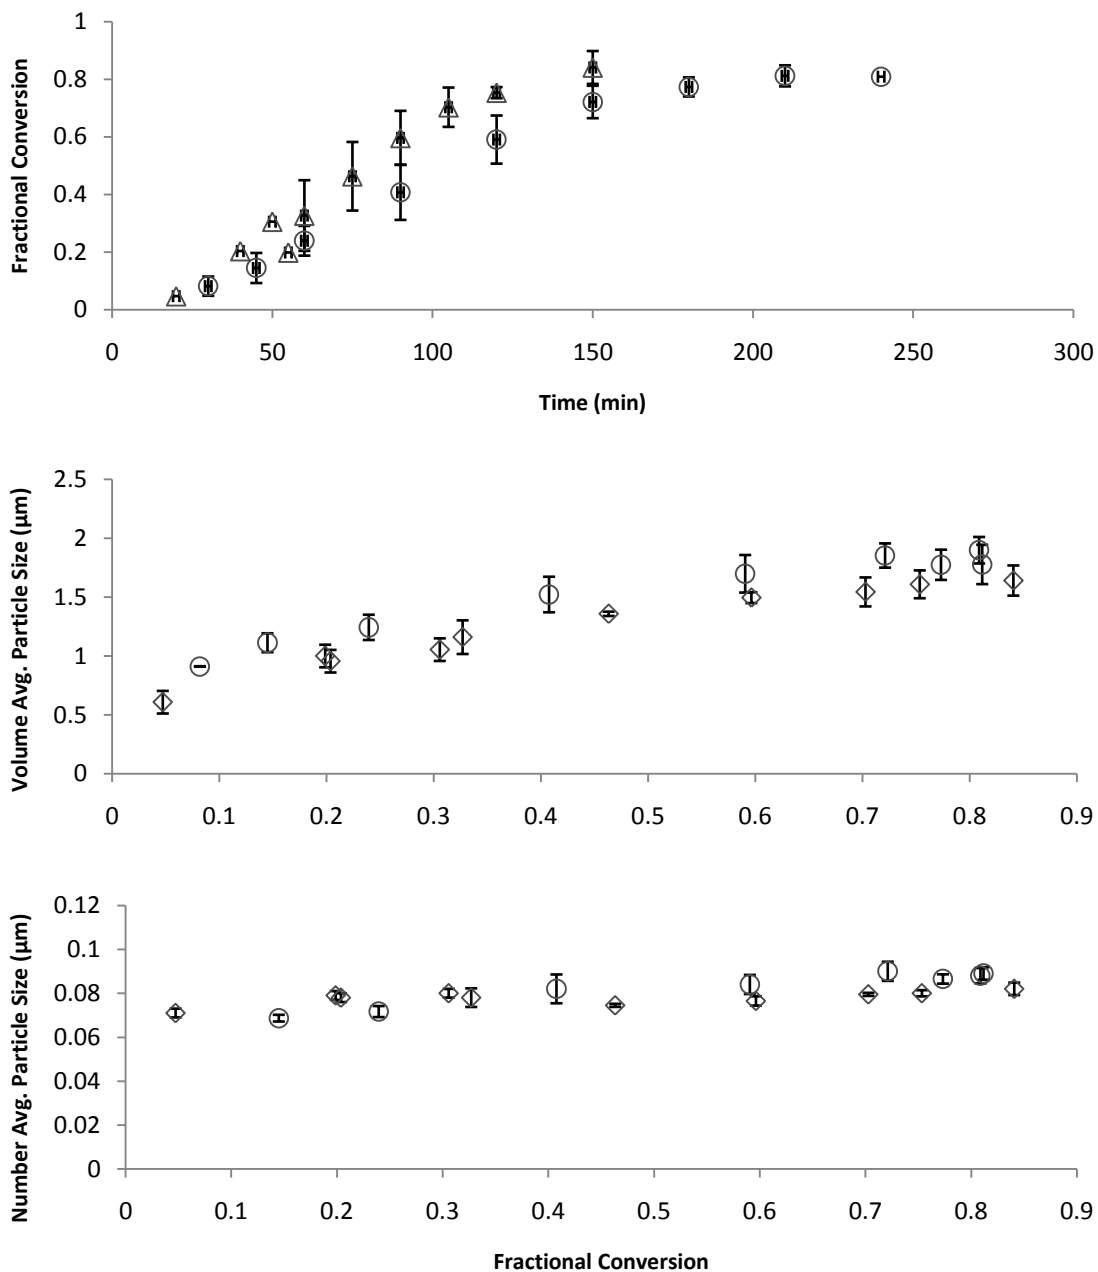 Fractional Conversion
1
0.8
0.6
0.4
0.2
0
0 50 100 150 200 250 300
Time (min)
Volume Avg. Particle Size (µm)
2.5
2
1.5
1
0.5
0
0 0.1 0.2 0.3 0.4 0.5 0.6 0.7 0.8 0.9
Number Avg. Particle Size (µm)
0.12
0.1
0.08
0.06
0.04
0.02
0
0 0.1 0.2 0.3 0.4 0.5 0.6 0.7 0.8 0.9
Fractional Conversion